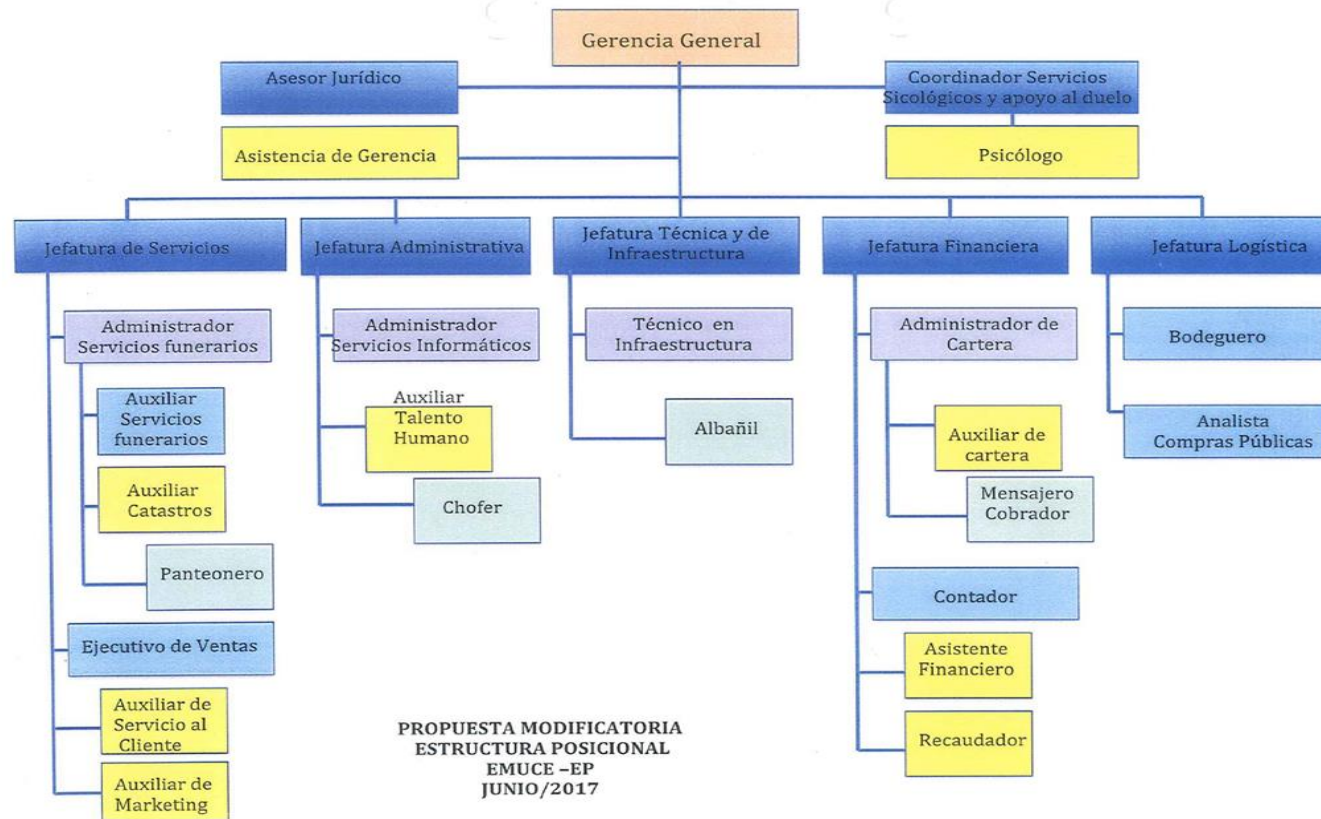 Gerencia General
Asesor Jurídico
Coordinador Servicios
Sicológicos y apoyo al duelo
Asistencia de Gerencia
Psicólogo
Jefatura de Servicios
Jefatura Administrativa
Jefatura Técnica y de
Infraestructura
Jefatura Financiera
Jefatura Logística
Administrador
Servicios funerarios
Auxiliar
Servicios
funerarios
Auxiliar
Catastros
Panteonero
Ejecutivo de Ventas
Auxiliar de
Servicio al
Cliente
Auxiliar de
Marketing
Administrador
Servicios Informáticos
Auxiliar
Talento
Humano
Chofer
Técnico en
Infraestructura
Albañil
Administrador de
Cartera
Auxiliar de
cartera
Mensajero
Cobrador
Contador
Asistente
Financiero
Recaudador
Bodeguero
Analista
Compras Públicas
PROPUESTA MODIFICATORIA
ESTRUCTURA POSICIONAL
EMUCE –EP
JUNIO/2017